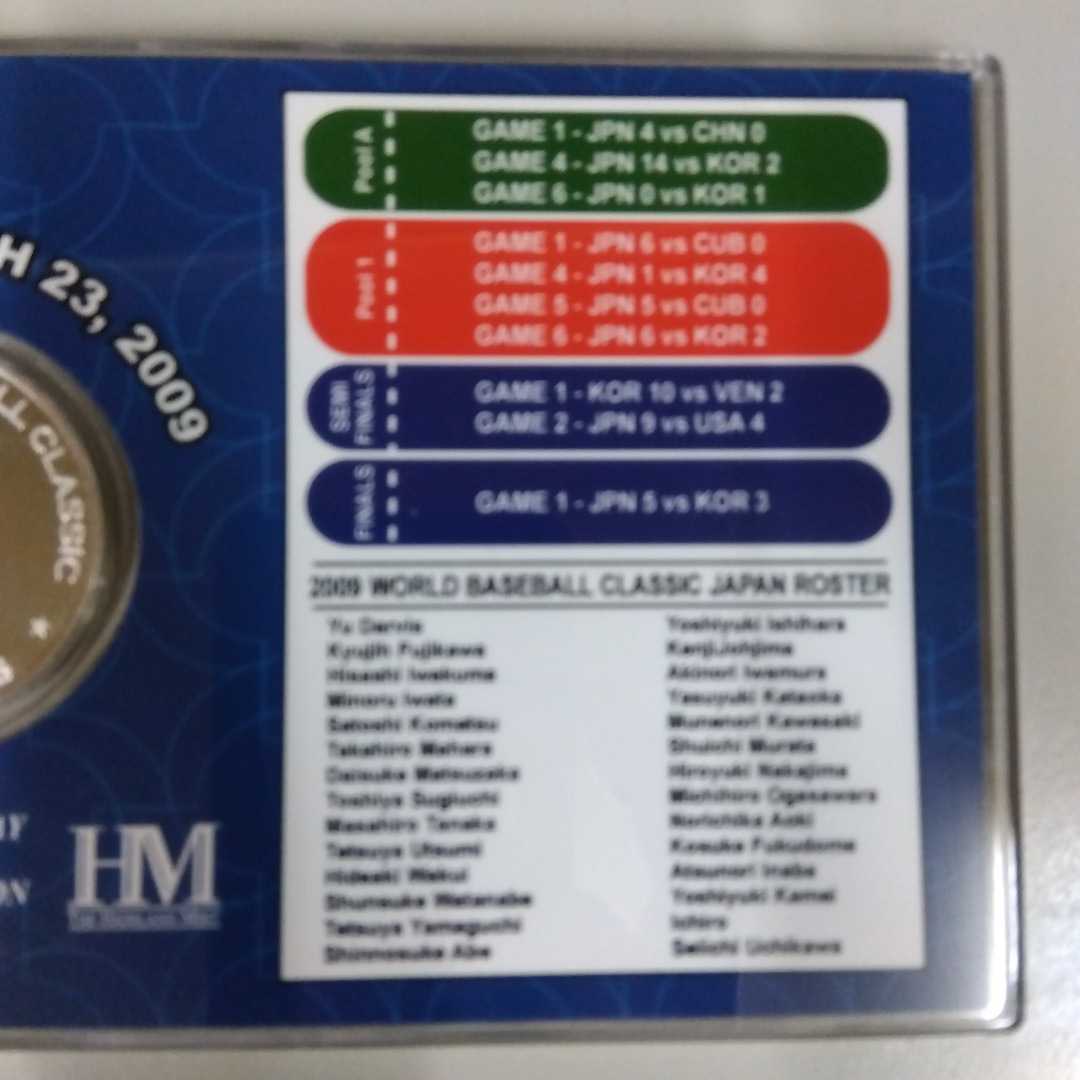 H 23, 2009
LL CLASSIC
HM
Pool A
GAME 1 - JPN 4 vs CHN 0
GAME 4 - JPN 14 vs KOR 2
GAME 6 - JPN 0 vs KOR 1
Pool 1
GAME 1 - JPN 6 vs CUB 0
GAME 4 - JPN 1 vs KOR 4
GAME 5 - JPN 5 vs CUB 0
GAME 6 - JPN 6 vs KOR 2
SEMI
FINALS
GAME 1 - KOR 10 vs VEN 2
GAME 2 - JPN 9 vs USA 4
FINALS
GAME 1 - JPN 5 vs KOR 3
2009 WORLD BASEBALL CLASSIC JAPAN ROSTER
Yu Darvis
Kyujih Fujikawa
Hisashi Iwakuma
Minoru Iwata
Satoshi Komatsu
Takahiro Mahara
Daisuke Matsuzaka
Toshiya Sugiuchi
Masahiro Tanaka
Tatsuya Utsumi
Hideaki Wakui
Shunsuke Watanabe
Tetsuya Yamaguchi
Shinnosuke Abe
Yoshiyuki Ishihara
KenjiJohjima
Akinori Iwamura
Yasuyuki Kataoka
Munenori Kawasaki
Shuichi Murata
Hiroyuki Nakajima
Michihiro Ogasawara
Norichika Aoki
Kosuke Fukudome
Atsunori Inaba
Yoshiyuki Kamei
Ichiro
Seiichi Uchikawa